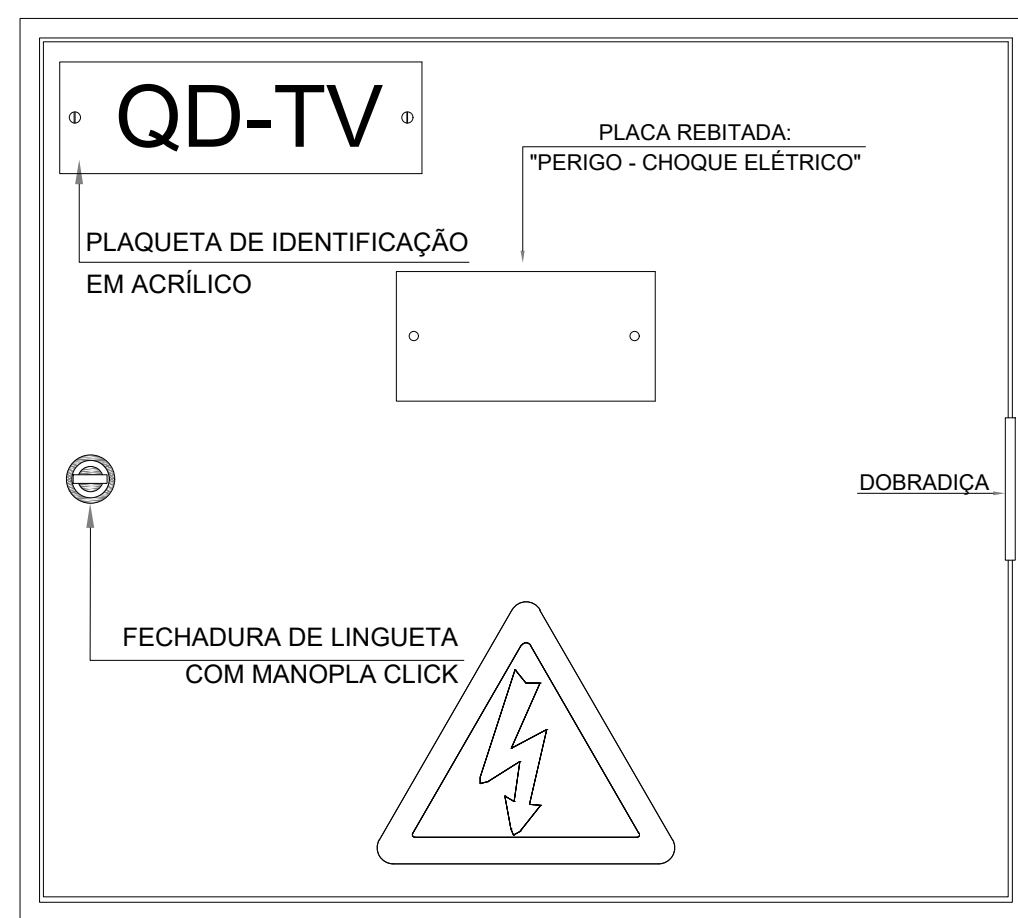 QD-TV
PLACA REBITADA:
"PERIGO - CHOQUE ELÉTRICO"
PLAQUETA DE IDENTIFICAÇÃO
EM ACRÍLICO
DOBRADIÇA
FECHADURA DE LINGUETA
COM MANOPLA CLICK